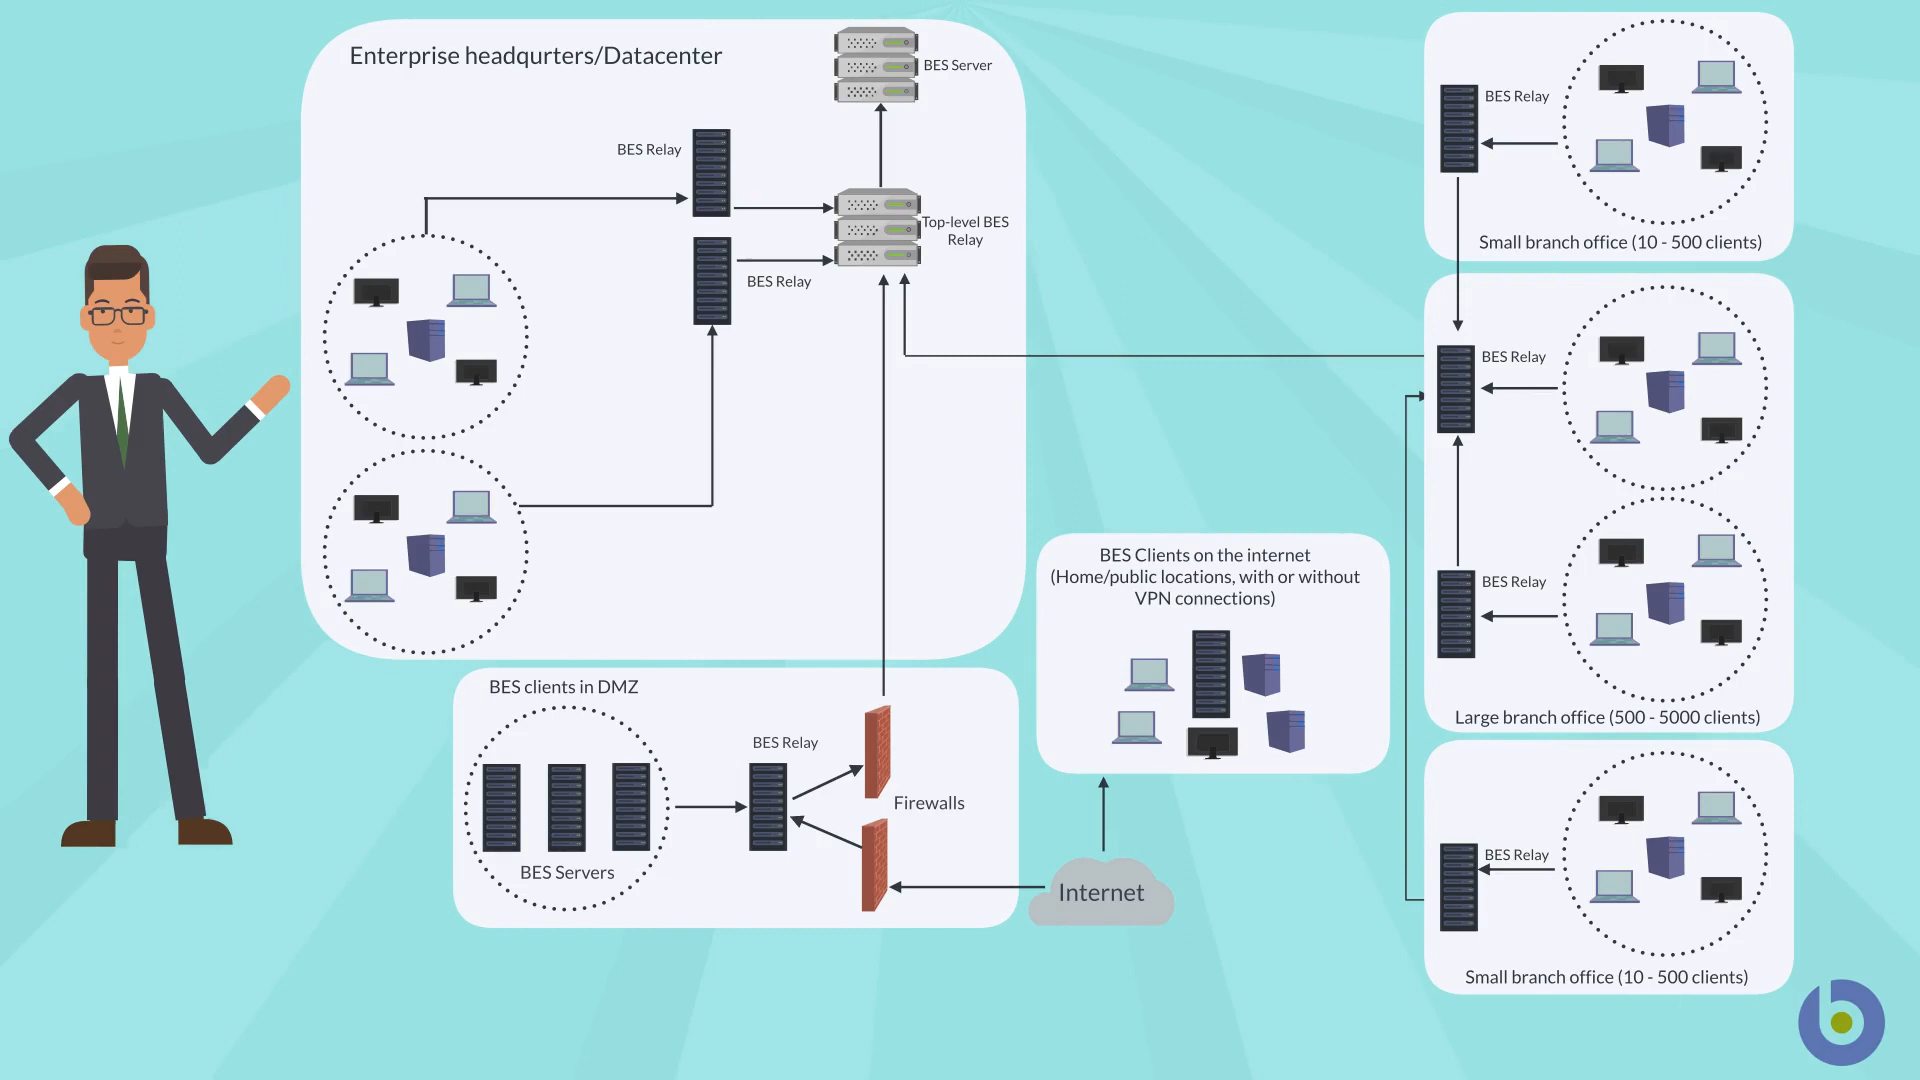 Enterprise headqurters/Datacenter
BES Server
BES Relay
Top-level BES
Relay
BES Relay
BES clients in DMZ
BES Relay
Firewalls
BES Servers
BES Clients on the internet
(Home/public locations, with or without
VPN connections)
Internet
BES Relay
Small branch office (10 - 500 clients)
BES Relay
BES Relay
Large branch office (500 - 5000 clients)
BES Relay
Small branch office (10 - 500 clients)